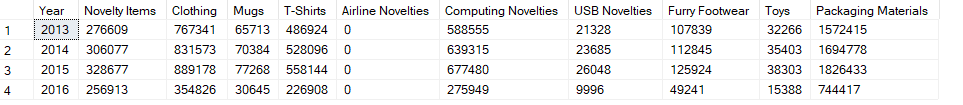 Year Novelty Items Clothing Mugs T-Shirts Airline Novelties Computing Novelties USB Novelties Furry Footwear Toys Packaging Materials
1 2013 276609 767341 65713 486924 0 588555 21328 107839 32266 1572415
2 2014 306077 831573 70384 528096 0 639315 23685 112845 35403 1694778
3 2015 328677 889178 77268 558144 0 677480 26048 125924 38303 1826433
4 2016 256913 354826 30645 226908 0 275949 9996 49241 15388 744417